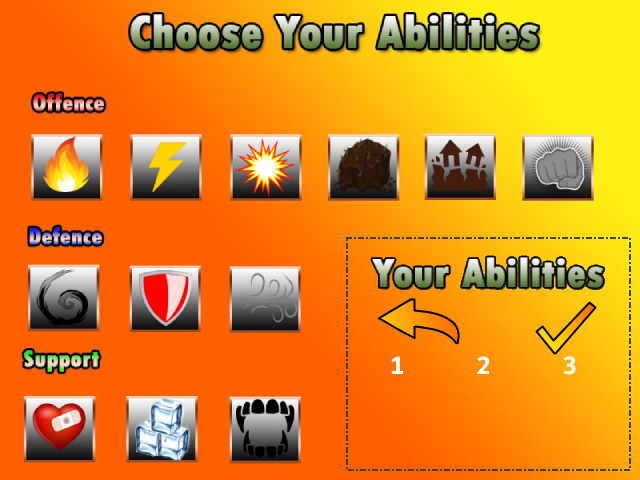 Choose Your Abilities
Offence
Defence
Your Abilities
1 2 3
Support